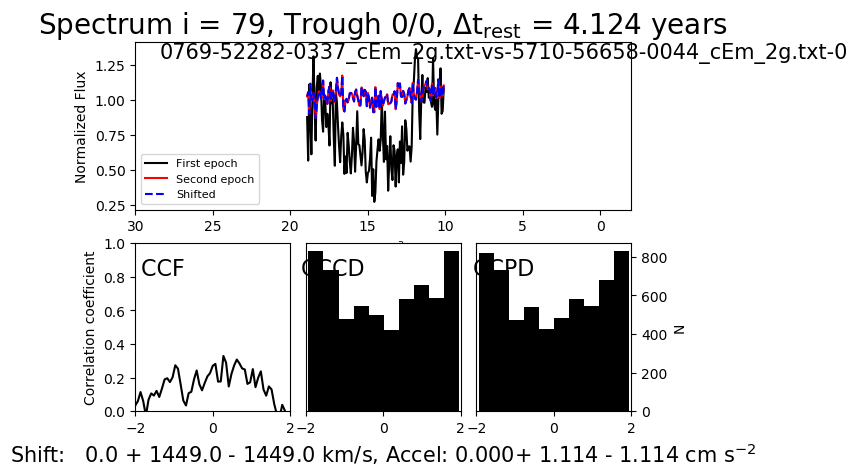 Spectrum i = 79, Trough 0/0, Δt_rest = 4.124 years
0769-52282-0337_cEm_2g.txt-vs-5710-56658-0044_cEm_2g.txt-0
Normalized Flux
1.25
1.00
0.75
0.50
0.25
First epoch
Second epoch
Shifted
30 25 20 15 10 5 0
Correlation coefficient
1.0
0.8
0.6
0.4
0.2
0.0
CCF
CCCD
CCPD
800
600
400
200
0
N
−2 0 2
−2 0 2
−2 0 2
Shift: 0.0 + 1449.0 - 1449.0 km/s, Accel: 0.000+ 1.114 - 1.114 cm s⁻²